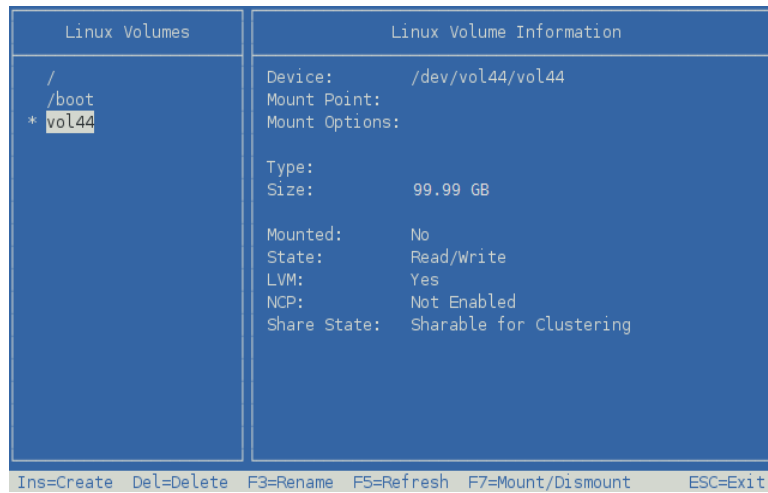 Linux Volumes
/
/boot
* vol44
Linux Volume Information
Device: /dev/vol44/vol44
Mount Point:
Mount Options:
Type:
Size: 99.99 GB
Mounted: No
State: Read/Write
LVM: Yes
NCP: Not Enabled
Share State: Sharable for Clustering
Ins=Create Del=Delete F3=Rename F5=Refresh F7=Mount/Dismount ESC=Exit